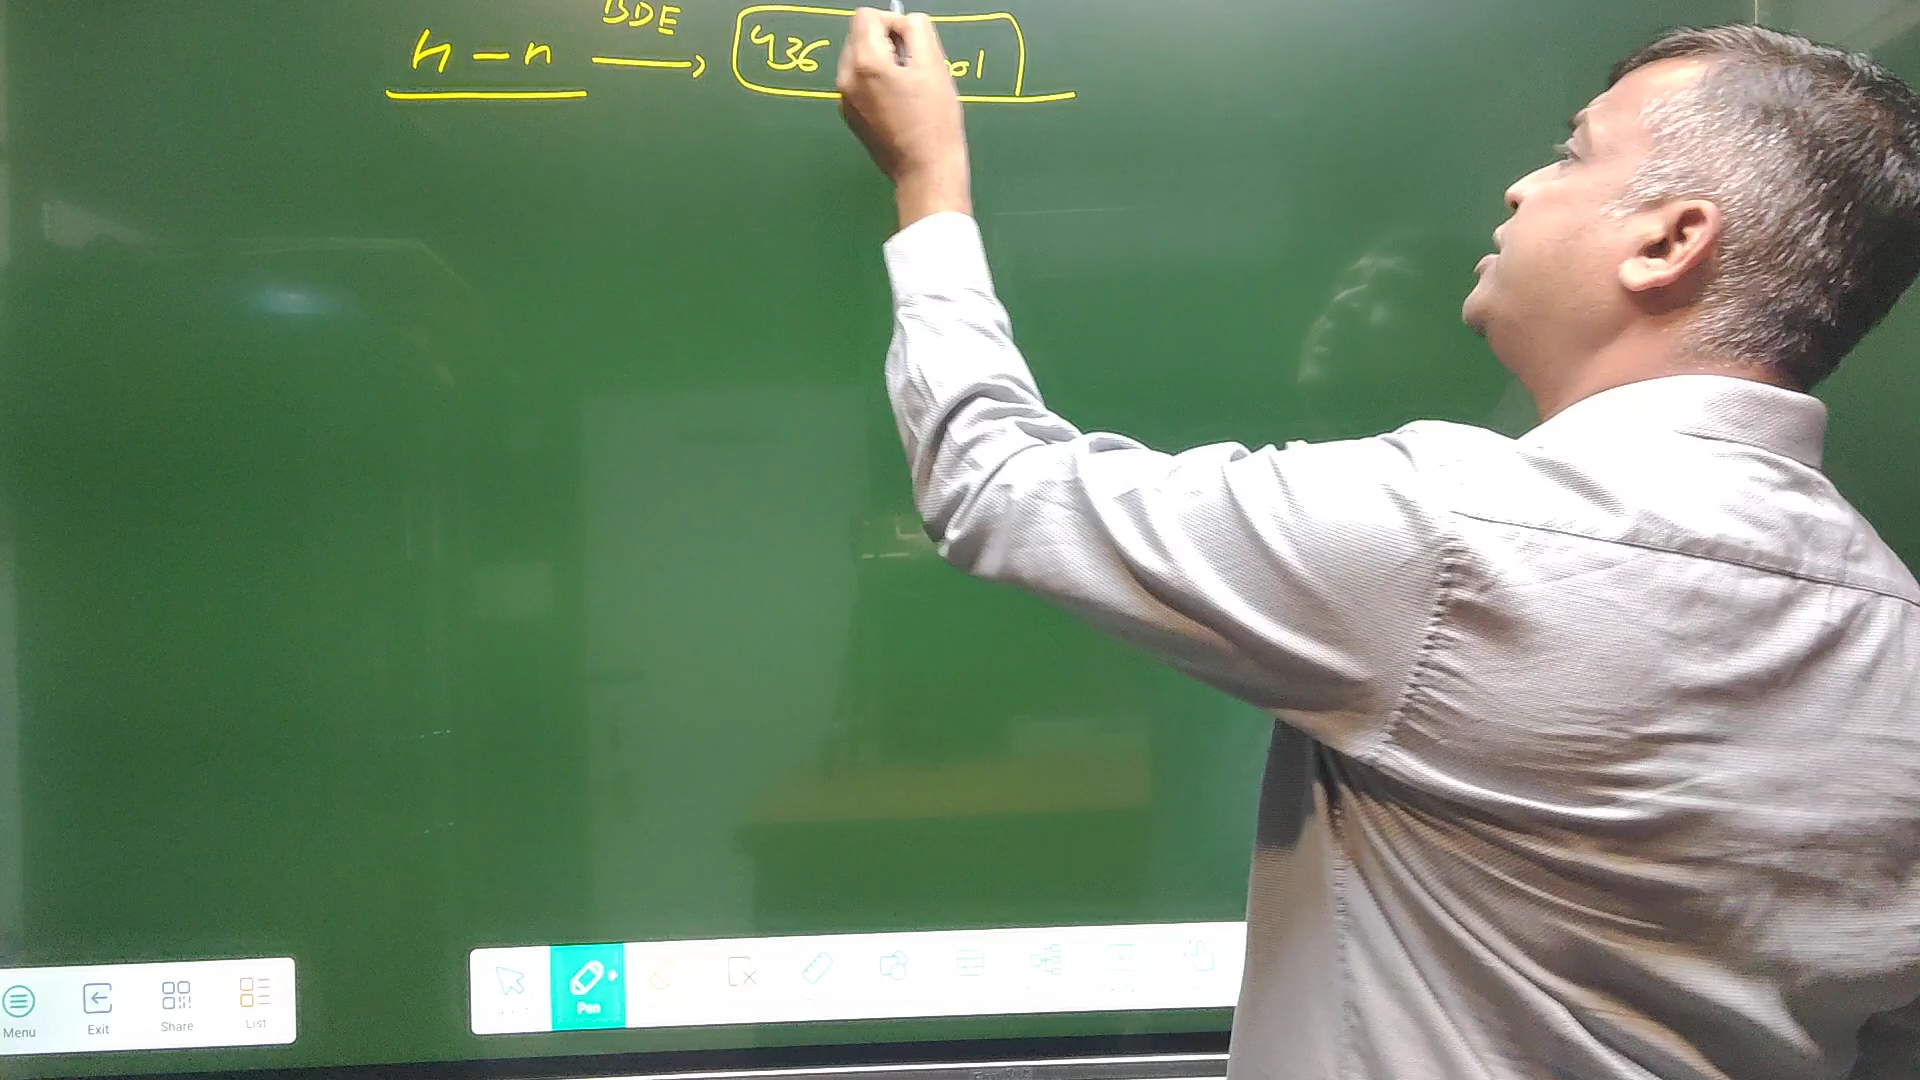 BDE
H – H → 436
Menu
Exit
Share
List
Pen